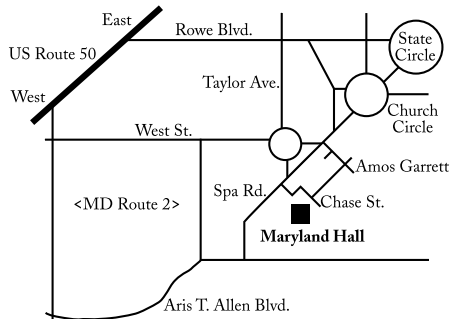 East
Rowe Blvd.
State
Circle
US Route 50
Taylor Ave.
West
Church
Circle
West St.
Amos Garrett
Spa Rd.
<MD Route 2>
Chase St.
Maryland Hall
Aris T. Allen Blvd.